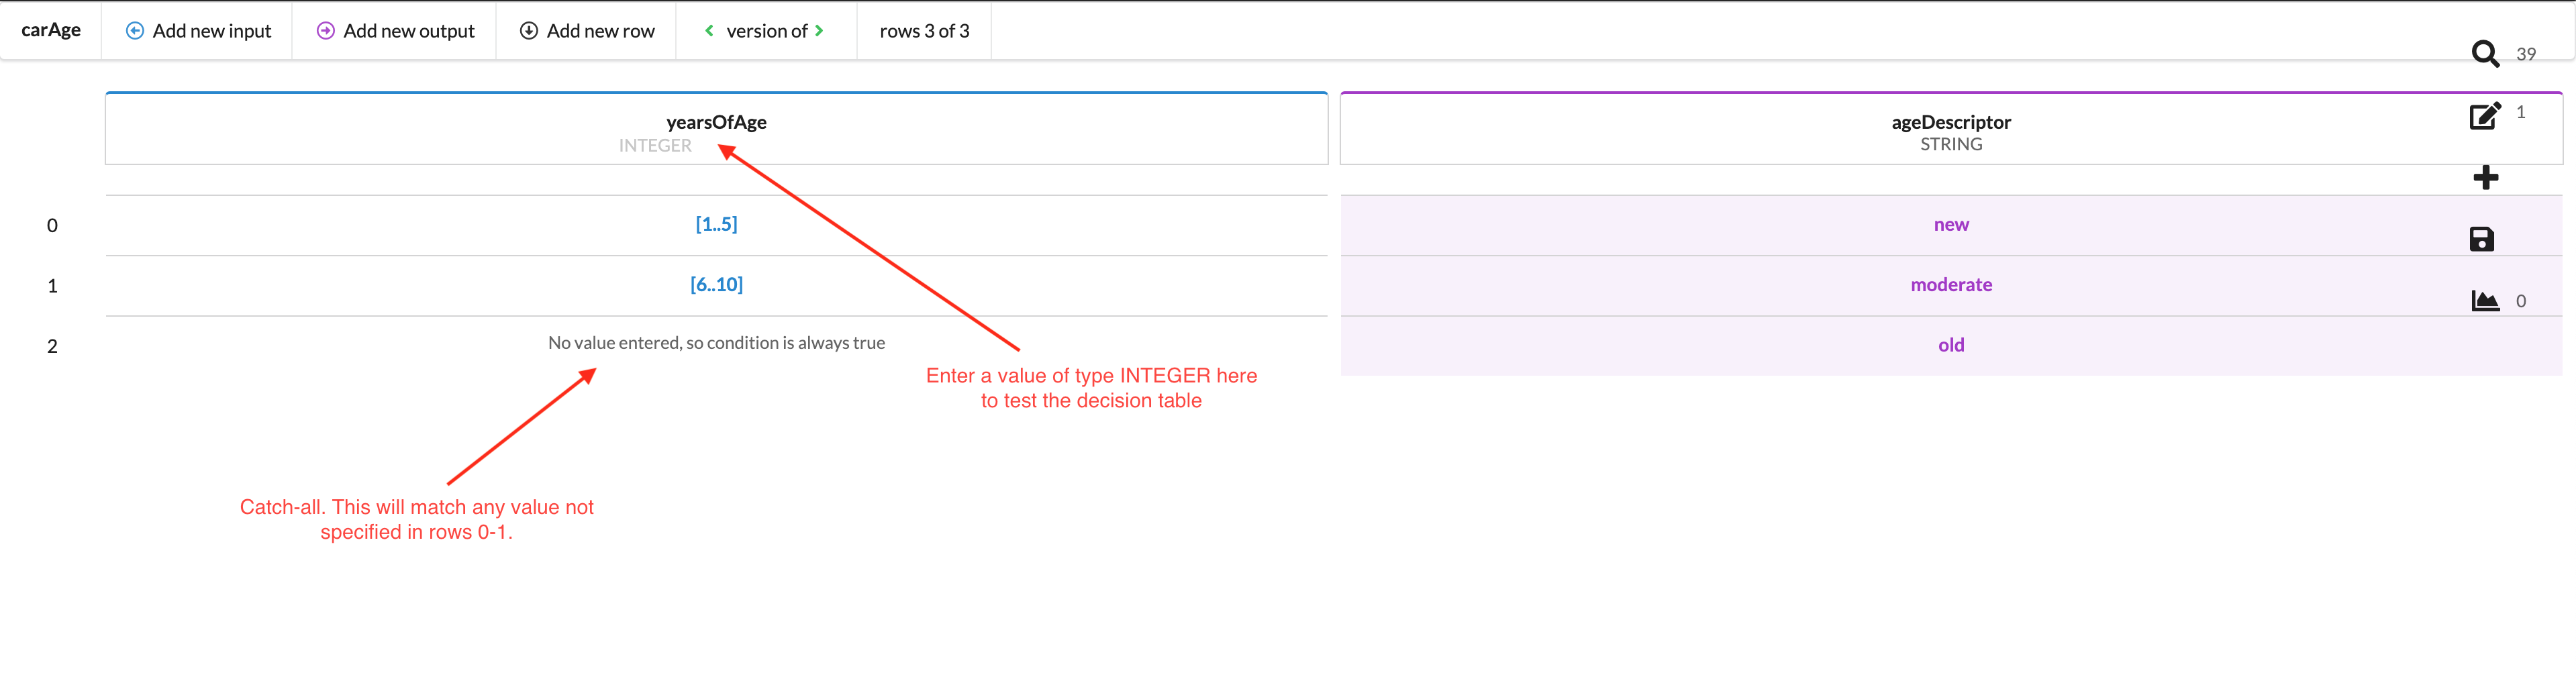 carAge
Add new input
Add new output
Add new row
version of
rows 3 of 3
39
yearsOfAge
INTEGER
ageDescriptor
STRING
1
0
[1..5]
new
1
[6..10]
moderate
0
2
No value entered, so condition is always true
old
Enter a value of type INTEGER here
to test the decision table
Catch-all. This will match any value not
specified in rows 0-1.